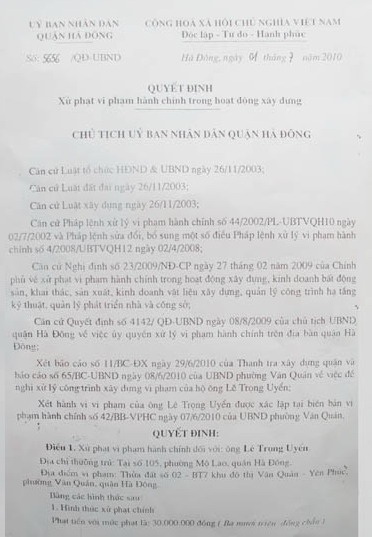 UỶ BAN NHÂN DÂN
QUẬN HÀ ĐÔNG
CỘNG HOÀ XÃ HỘI CHỦ NGHĨA VIỆT NAM
Độc lập - Tự do - Hạnh phúc
Số: 5656 /QĐ-UBND
Hà Đông, ngày 01 tháng 7 năm 2010
QUYẾT ĐỊNH
Xử phạt vi phạm hành chính trong hoạt động xây dựng
CHỦ TỊCH UỶ BAN NHÂN DÂN QUẬN HÀ ĐÔNG
Căn cứ Luật tổ chức HĐND & UBND ngày 26/11/2003;
Căn cứ Luật đất đai ngày 26/11/2003;
Căn cứ Luật xây dựng ngày 26/11/2003;
Căn cứ Pháp lệnh xử lý vi phạm hành chính số 44/2002/PL-UBTVQH10 ngày
02/7/2002 và Pháp lệnh sửa đổi, bổ sung một số điều Pháp lệnh xử lý vi phạm hành
chính số 4/2008/UBTVQH12 ngày 02/4/2008;
Căn cứ Nghị định số 23/2009/NĐ-CP ngày 27 tháng 02 năm 2009 của Chính
phủ về xử phạt vi phạm hành chính trong hoạt động xây dựng, kinh doanh bất động
sản, khai thác, sản xuất, kinh doanh vật liệu xây dựng, quản lý công trình hạ tầng
kỹ thuật, quản lý phát triển nhà và công sở;
Căn cứ Quyết định số 4142/ QĐ-UBND ngày 08/8/2009 của chủ tịch UBND
quận Hà Đông về việc ủy quyền xử lý vi phạm hành chính trên địa bàn quận Hà
Đông;
Xét báo cáo số 11/BC-ĐX ngày 29/6/2010 của Thanh tra xây dựng quận và
báo cáo số 65/BC-UBND ngày 08/6/2010 của UBND phường Văn Quán về việc đề
nghị xử lý công trình xây dựng vi phạm của hộ ông Lê Trọng Uyển;
Xét hành vi vi phạm của ông Lê Trọng Uyển được xác lập tại biên bản vi
phạm hành chính số 42/BB-VPHC ngày 07/6/2010 của UBND phường Văn Quán,
QUYẾT ĐỊNH:
Điều 1. Xử phạt vi phạm hành chính đối với: ông Lê Trọng Uyển
Địa chỉ thường trú: Tại số 105, phường Mộ Lao, quận Hà Đông.
Địa điểm vi phạm: Thửa đất số 02 - BT7 khu đô thị Văn Quán - Yên Phúc,
phường Văn Quán, quận Hà Đông.
Bằng các hình thức sau:
1. Hình thức xử phạt chính:
Phạt tiền với mức phạt là: 30.000.000 đồng ( Ba mươi triệu đồng chẵn )